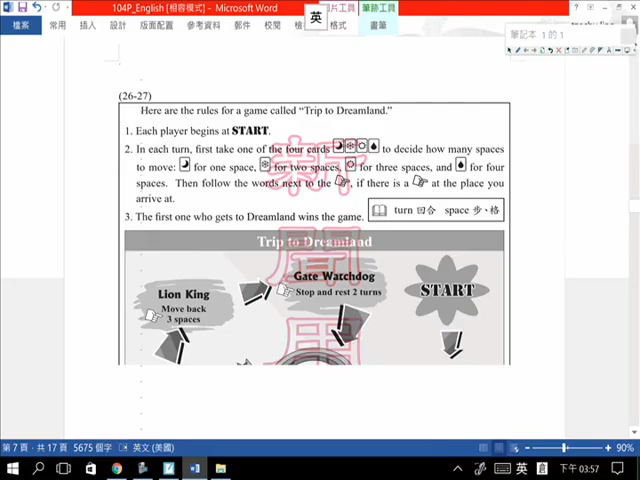 104P_English [相容模式] - Microsoft Word
筆跡工具
檔案 常用 插入 設計 版面配置 參考資料 郵件 校閱 格式 畫筆
英
筆記本 1 的 1
(26-27)
Here are the rules for a game called “Trip to Dreamland.”
1. Each player begins at START.
2. In each turn, first take one of the four cards to decide how many spaces
to move: for one space, for two spaces, for three spaces, and for four
spaces. Then follow the words next to the , if there is a at the place you
arrive at.
3. The first one who gets to Dreamland wins the game.
turn 回合 space 步、格
新聞用
Trip to Dreamland
Gate Watchdog
Stop and rest 2 turns
START
Lion King
Move back
3 spaces
第 7 頁，共 17 頁 5675 個字 英文 (美國) 90%
英 下午 03:57